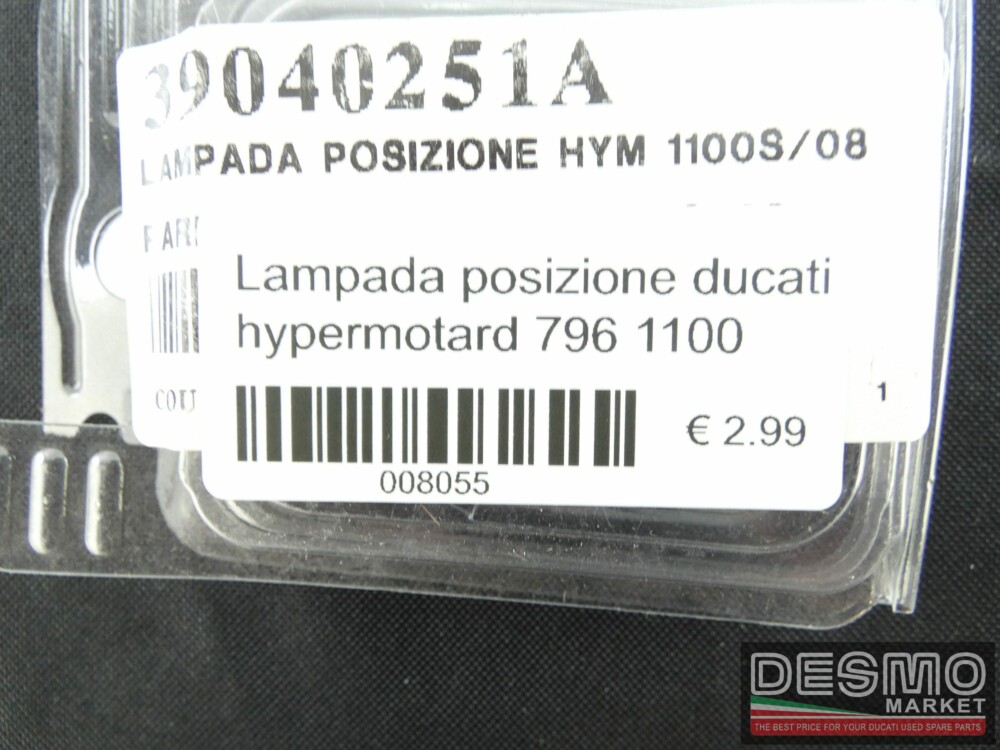 39040251A
LAMPADA POSIZIONE HYM 1100S/08
Lampada posizione ducati
hypermotard 796 1100
€ 2.99
008055
1
DESMO
MARKET
THE BEST PRICE FOR YOUR DUCATI USED SPARE PARTS